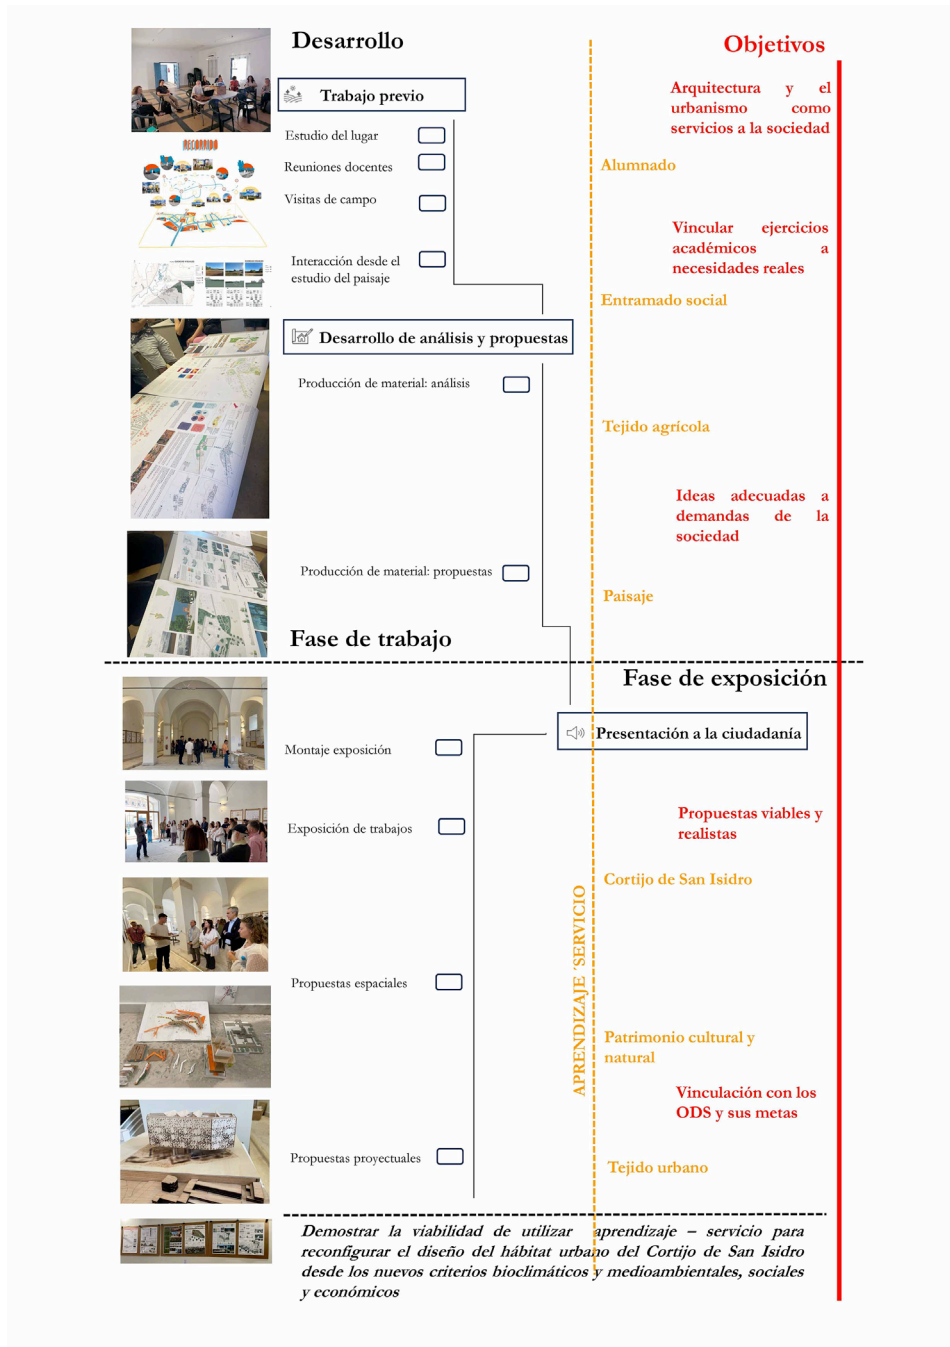 Desarrollo
Objetivos
Trabajo previo
Arquitectura y el
urbanismo como
servicios a la sociedad
Estudio del lugar
RECORRIDO
Reuniones docentes
Alumnado
Visitas de campo
Vincular ejercicios
académicos a
necesidades reales
Interacción desde el
estudio del paisaje
Entramado social
Desarrollo de análisis y propuestas
Producción de material: análisis
Tejido agrícola
Ideas adecuadas a
demandas de la
sociedad
Producción de material: propuestas
Paisaje
Fase de trabajo
Fase de exposición
Presentación a la ciudadanía
Montaje exposición
Propuestas viables y
realistas
Exposición de trabajos
Cortijo de San Isidro
APRENDIZAJE ´SERVICIO
Propuestas espaciales
Patrimonio cultural y
natural
Vinculación con los
ODS y sus metas
Propuestas proyectuales
Tejido urbano
Demostrar la viabilidad de utilizar aprendizaje – servicio para
reconfigurar el diseño del hábitat urbano del Cortijo de San Isidro
desde los nuevos criterios bioclimáticos y medioambientales, sociales
y económicos